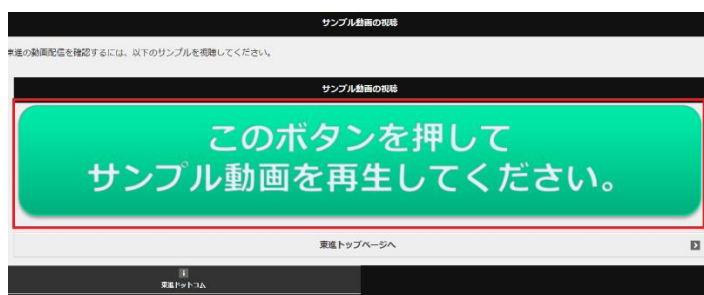 サンプル動画の視聴
東進の動画配信を確認するには、以下のサンプルを視聴してください。
サンプル動画の視聴
このボタンを押して
サンプル動画を再生してください。
東進トップページへ
東進ドットコム